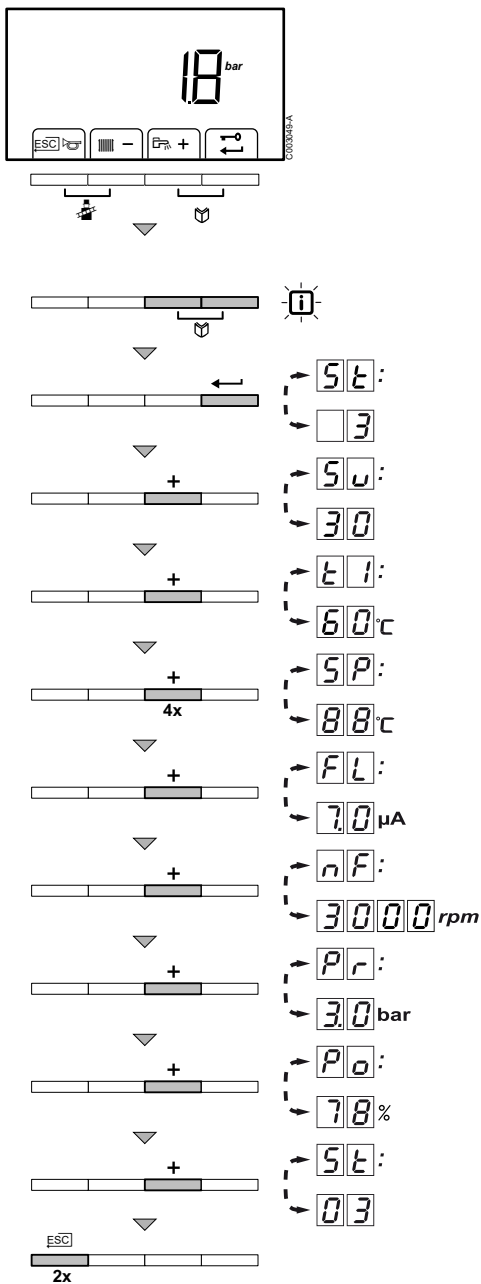 1.8 bar
ESC - + 
C003049-A
i
St:
3
+
Su:
30
+
t1:
60°C
+
4x
SP:
88°C
+
FL:
7.0 µA
+
nF:
3000 rpm
+
Pr:
3.0 bar
+
Po:
78%
+
St:
03
ESC
2x